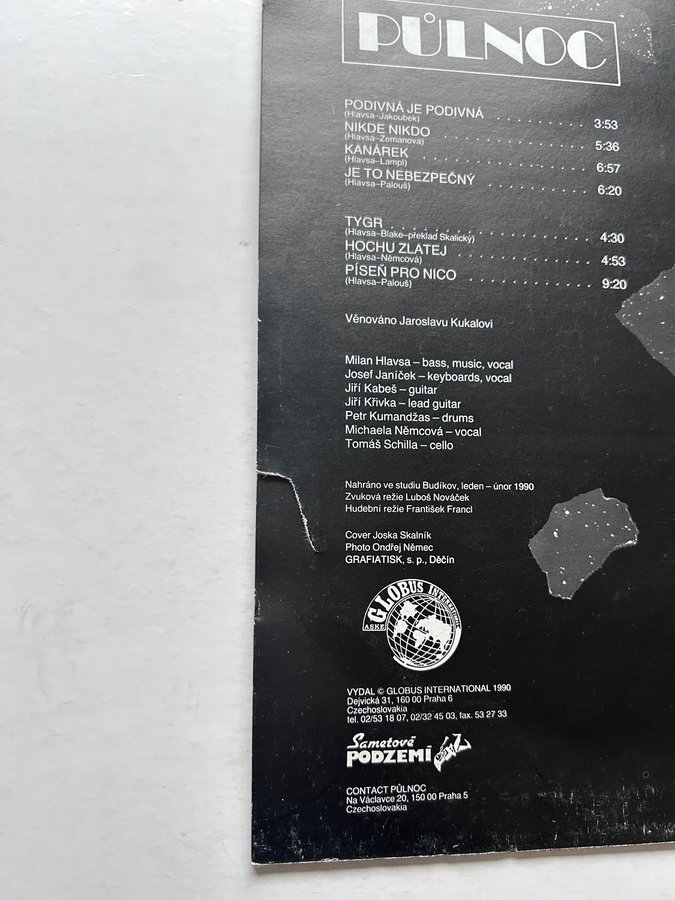 PŮLNOC
PODIVNÁ JE PODIVNÁ . . . . . . . . . . . 3:53
(Hlavsa–Jakoubek)
NIKDE NIKDO . . . . . . . . . . . . . . . . . 5:36
(Hlavsa–Zemanová)
KANÁREK . . . . . . . . . . . . . . . . . . . . 6:57
(Hlavsa–Lampl)
JE TO NEBEZPEČNÝ . . . . . . . . . . . . 6:20
(Hlavsa–Palouš)
TYGR . . . . . . . . . . . . . . . . . . . . . . . 4:30
(Hlavsa–Blake–překlad Skalický)
HOCHU ZLATEJ . . . . . . . . . . . . . . . 4:53
(Hlavsa–Němcová)
PÍSEŇ PRO NICO . . . . . . . . . . . . . . 9:20
(Hlavsa–Palouš)
Věnováno Jaroslavu Kukalovi
Milan Hlavsa – bass, music, vocal
Josef Janíček – keyboards, vocal
Jiří Kabeš – guitar
Jiří Křivka – lead guitar
Petr Kumandžas – drums
Michaela Němcová – vocal
Tomáš Schilla – cello
Nahráno ve studiu Budíkov, leden – únor 1990
Zvuková režie Luboš Nováček
Hudební režie František Francl
Cover Joska Skalník
Photo Ondřej Němec
GRAFIATISK, s. p., Děčín
GLOBUS INTERNATIONAL
ASKE
VYDAL © GLOBUS INTERNATIONAL 1990
Dejvická 31, 160 00 Praha 6
Czechoslovakia
tel. 02/53 18 07, 02/32 45 03, fax. 53 27 33
Sametové
PODZEMÍ
CONTACT PŮLNOC
Na Václavce 20, 150 00 Praha 5
Czechoslovakia